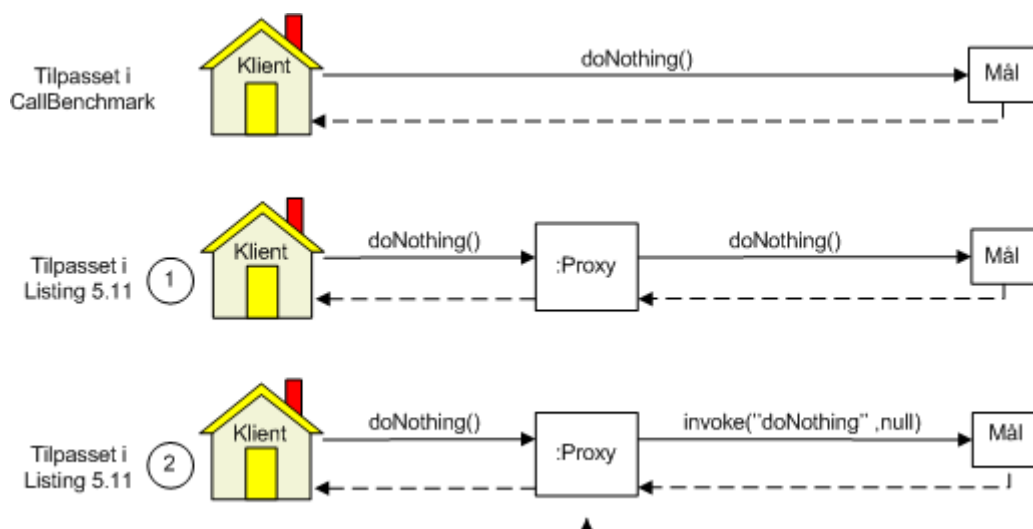 Tilpasset i
CallBenchmark
Klient
doNothing()
Mål
Tilpasset i
Listing 5.11
1
Klient
doNothing()
:Proxy
doNothing()
Mål
Tilpasset i
Listing 5.11
2
Klient
doNothing()
:Proxy
invoke("doNothing" ,null)
Mål